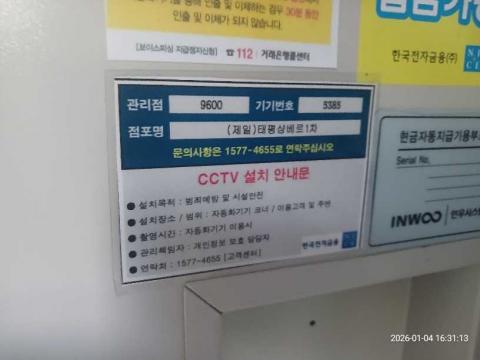 인출 및 이체가 되지 않습니다.
[보이스피싱 지급정지신청] ☎ 112 / 거래은행콜센터
한국전자금융(주)
관리점 9600 기기번호 5385
점포명 (제일)태평상베르1차
문의사항은 1577-4655로 연락주십시오
CCTV 설치 안내문
● 설치목적 : 범죄예방 및 시설안전
● 설치장소 / 범위 : 자동화기기 코너 / 이용고객 및 주변
● 촬영시간 : 자동화기기 이용시
● 관리책임자 : 개인정보 보호 담당자
● 연락처 : 1577-4655 [고객센터]
한국전자금융
현금자동지급기용부
Serial No.
INWOO
인우시스
2026-01-04 16:31:13